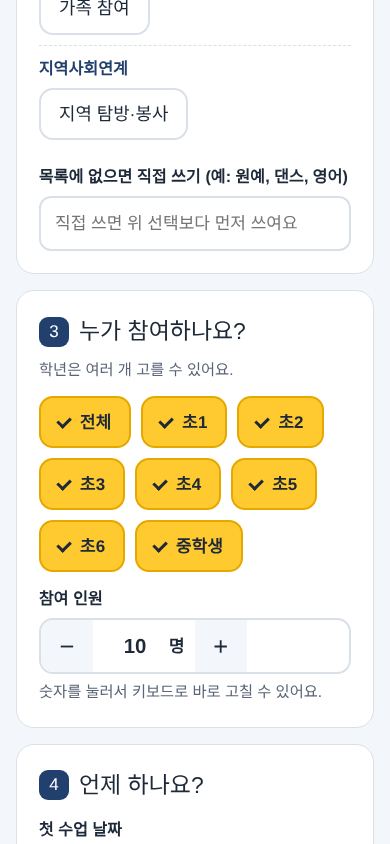 가족 참여
지역사회연계
지역 탐방·봉사
목록에 없으면 직접 쓰기 (예: 원예, 댄스, 영어)
직접 쓰면 위 선택보다 먼저 쓰여요
3 누가 참여하나요?
학년은 여러 개 고를 수 있어요.
✓ 전체 ✓ 초1 ✓ 초2
✓ 초3 ✓ 초4 ✓ 초5
✓ 초6 ✓ 중학생
참여 인원
− 10 명 +
숫자를 눌러서 키보드로 바로 고칠 수 있어요.
4 언제 하나요?
첫 수업 날짜